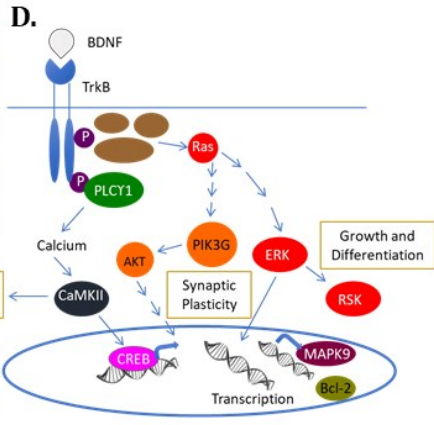 D.
BDNF
TrkB
P
Ras
P
PLCY1
Calcium
PIK3G
AKT
ERK
Growth and
Differentiation
CaMKII
Synaptic
Plasticity
RSK
CREB
MAPK9
Bcl-2
Transcription